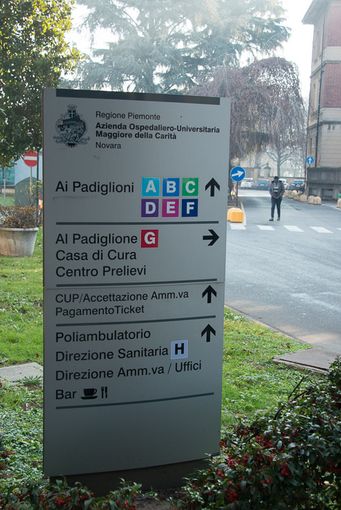 Regione Piemonte
Azienda Ospedaliero-Universitaria
Maggiore della Carità
Novara
Ai Padiglioni A B C
D E F
Al Padiglione G
Casa di Cura
Centro Prelievi
CUP/Accettazione Amm.va
PagamentoTicket
Poliambulatorio
Direzione Sanitaria H
Direzione Amm.va / Uffici
Bar